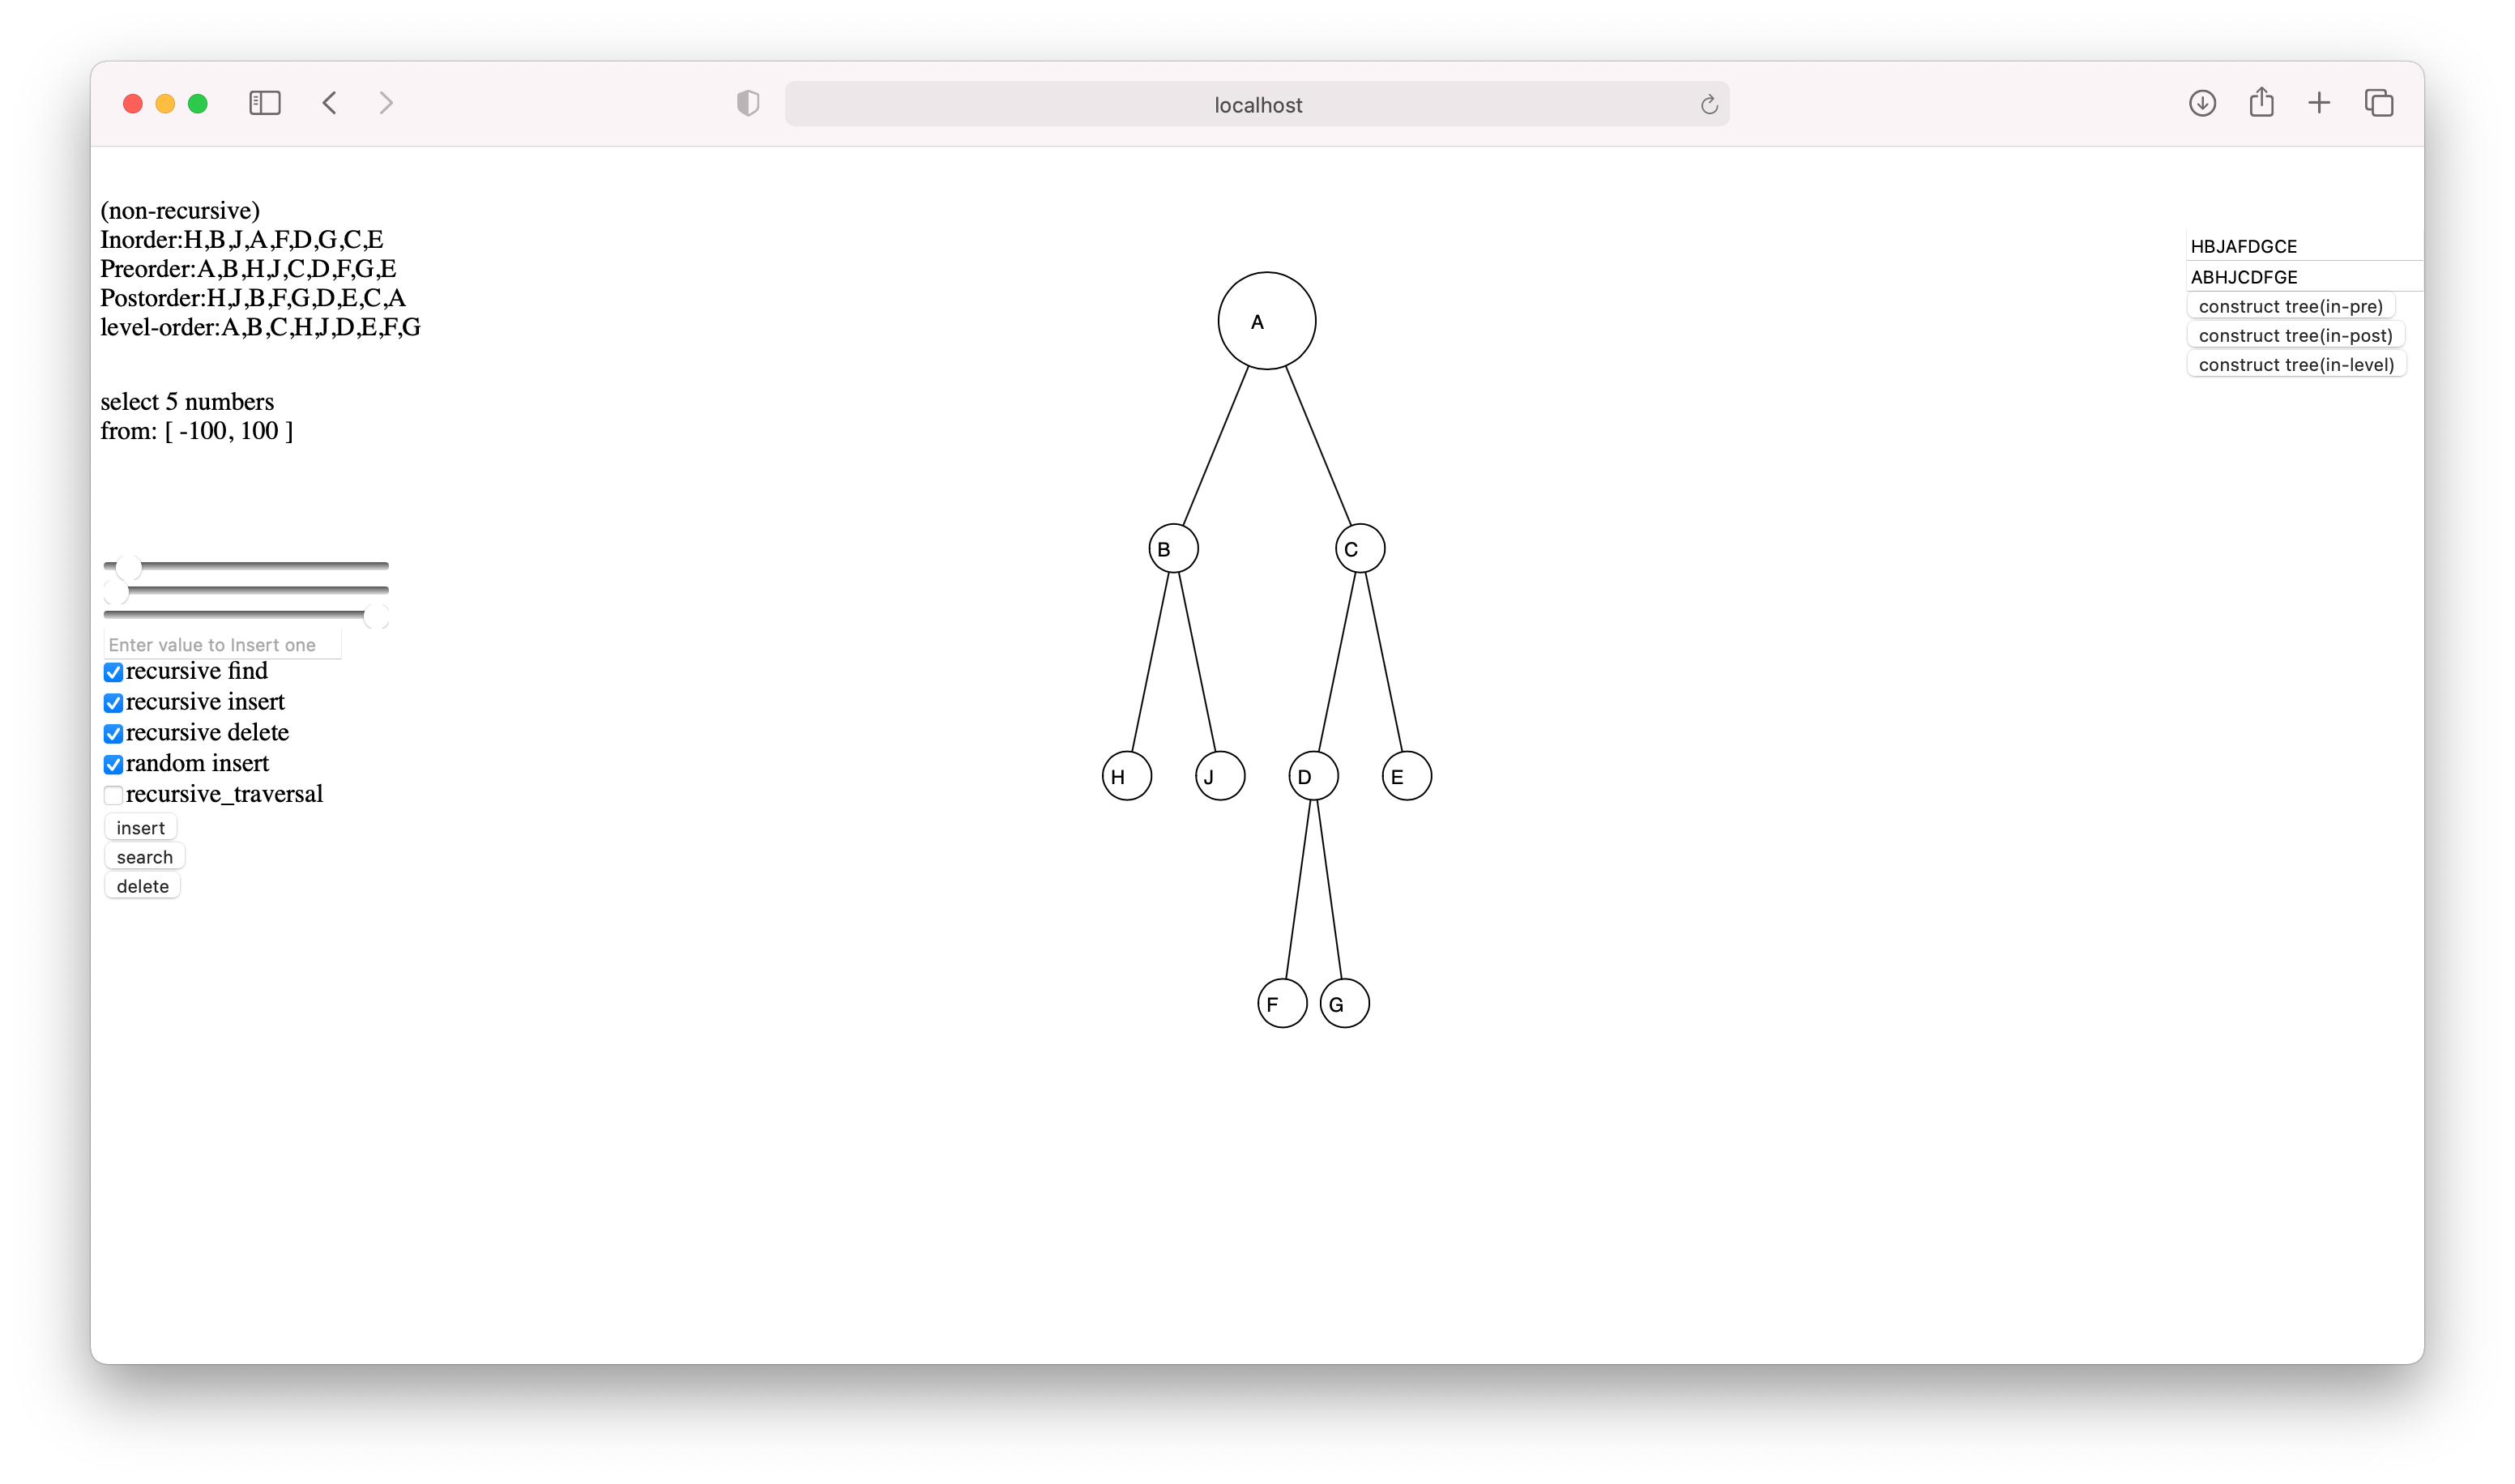 localhost
(non-recursive)
Inorder:H,B,J,A,F,D,G,C,E
Preorder:A,B,H,J,C,D,F,G,E
Postorder:H,J,B,F,G,D,E,C,A
level-order:A,B,C,H,J,D,E,F,G
select 5 numbers
from: [ -100, 100 ]
Enter value to Insert one
recursive find
recursive insert
recursive delete
random insert
recursive_traversal
insert
search
delete
A
B C
H J D E
F G
HBJAFDGCE
ABHJCDFGE
construct tree(in-pre)
construct tree(in-post)
construct tree(in-level)